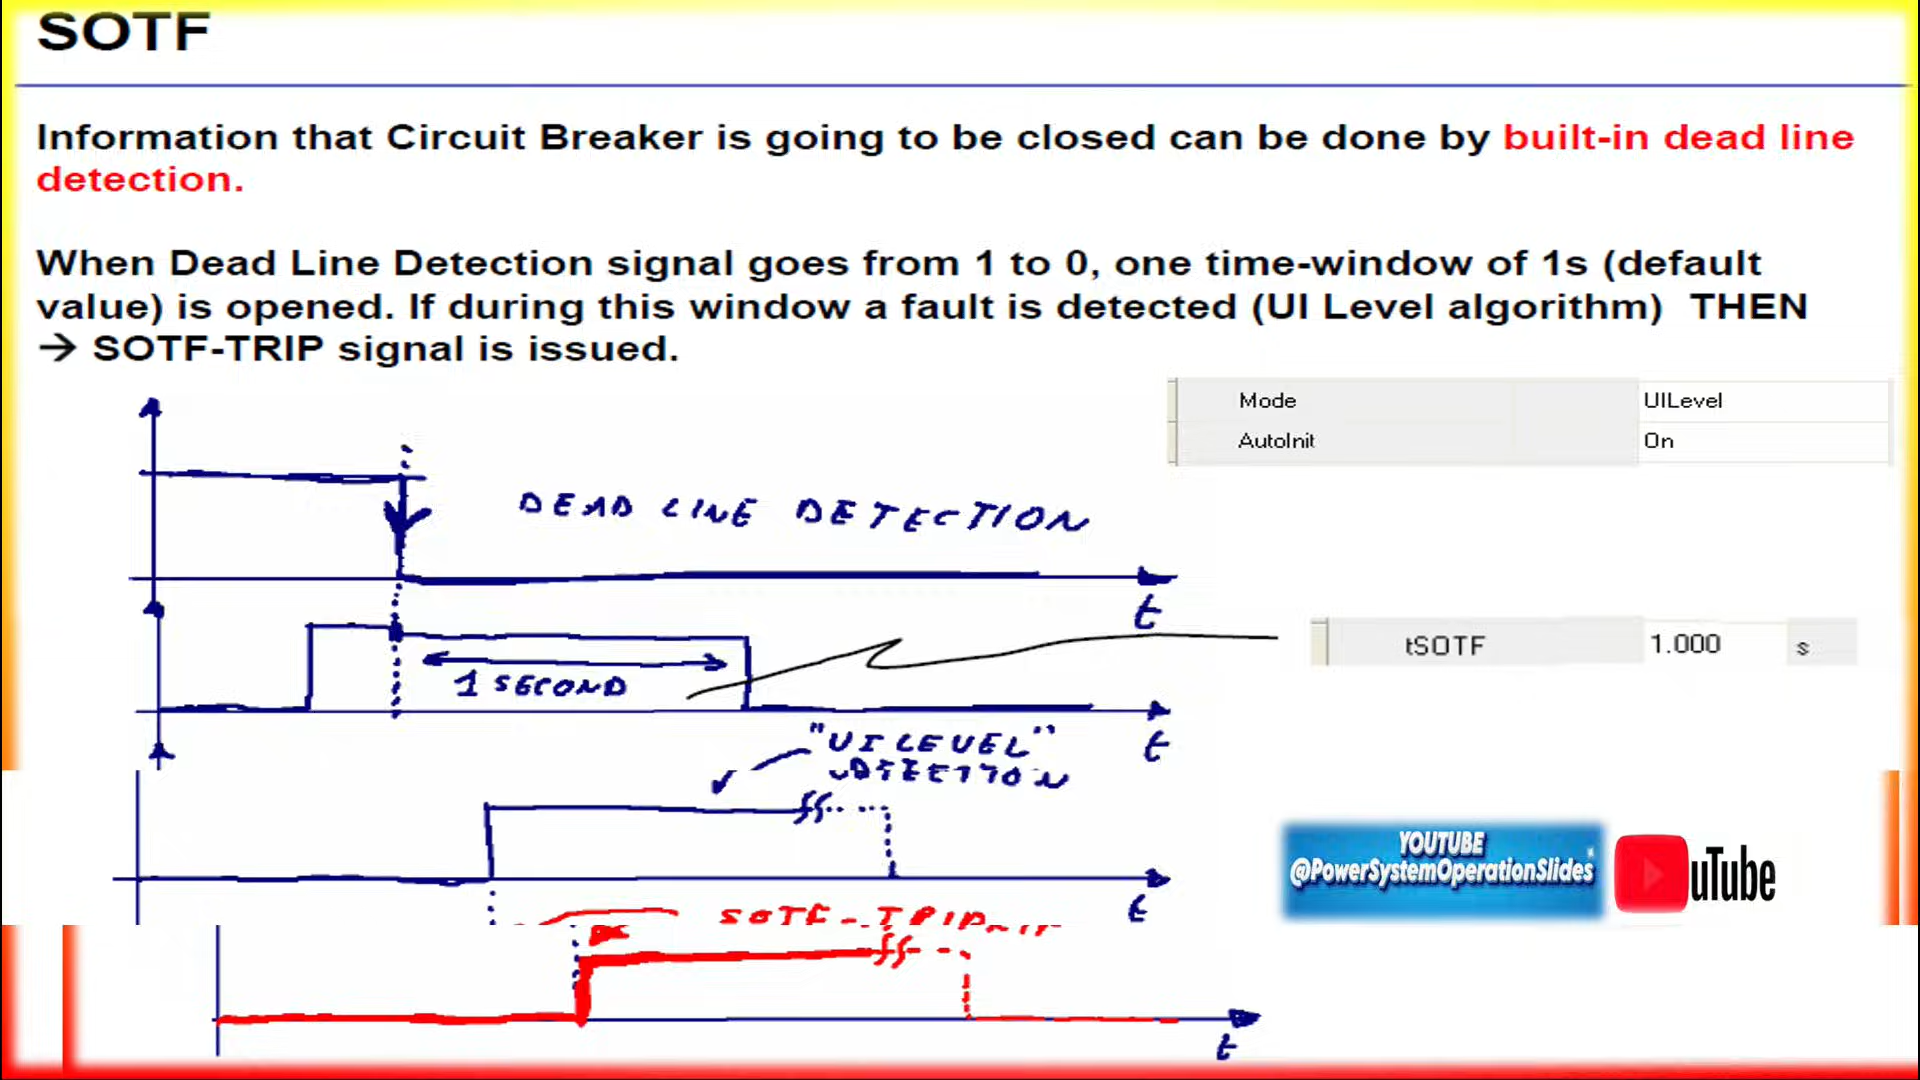 SOTF
Information that Circuit Breaker is going to be closed can be done by built-in dead line
detection.
When Dead Line Detection signal goes from 1 to 0, one time-window of 1s (default
value) is opened. If during this window a fault is detected (UI Level algorithm) THEN
→ SOTF-TRIP signal is issued.
Mode UILevel
AutoInit On
DEAD LINE DETECTION
t
tSOTF 1.000 s
1 SECOND
t
"UI LEVEL"
DETECTION
t
YOUTUBE
@PowerSystemOperationSlides
uTube
SOTF-TRIP
t